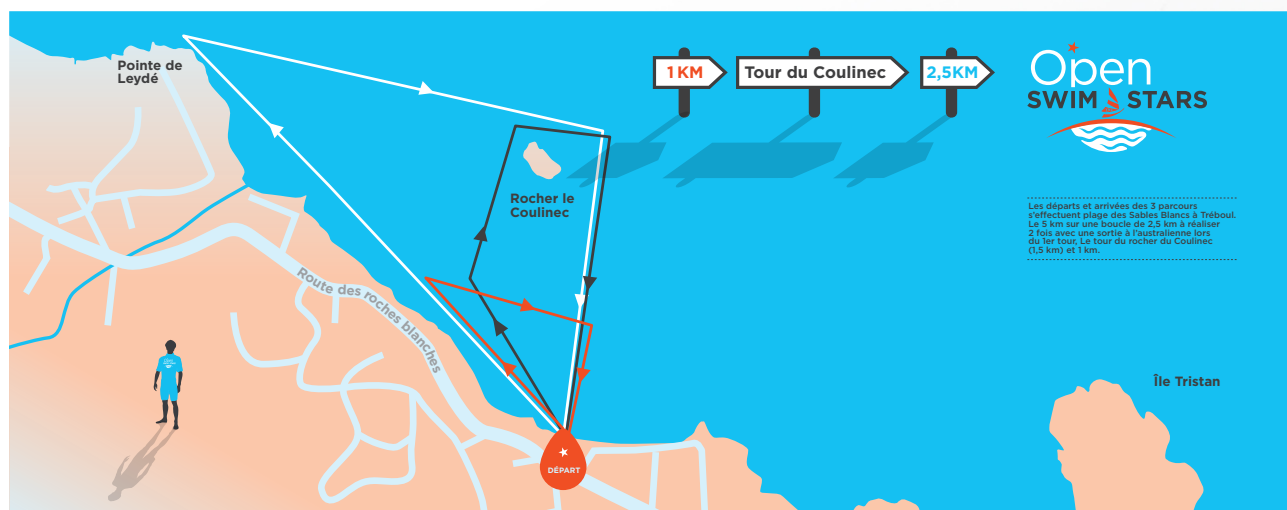 Pointe de
Leydé
1 KM
Tour du Coulinec
2,5KM
Open
SWIM STARS
Rocher le
Coulinec
Les départs et arrivées des 3 parcours
s'effectuent plage des Sables Blancs à Tréboul.
Le 5 km sur une boucle de 2,5 km à réaliser
2 fois avec une sortie à l'australienne lors
du 1er tour, Le tour du rocher du Coulinec
(1,5 km) et 1 km.
Route des roches blanches
Île Tristan
DÉPART